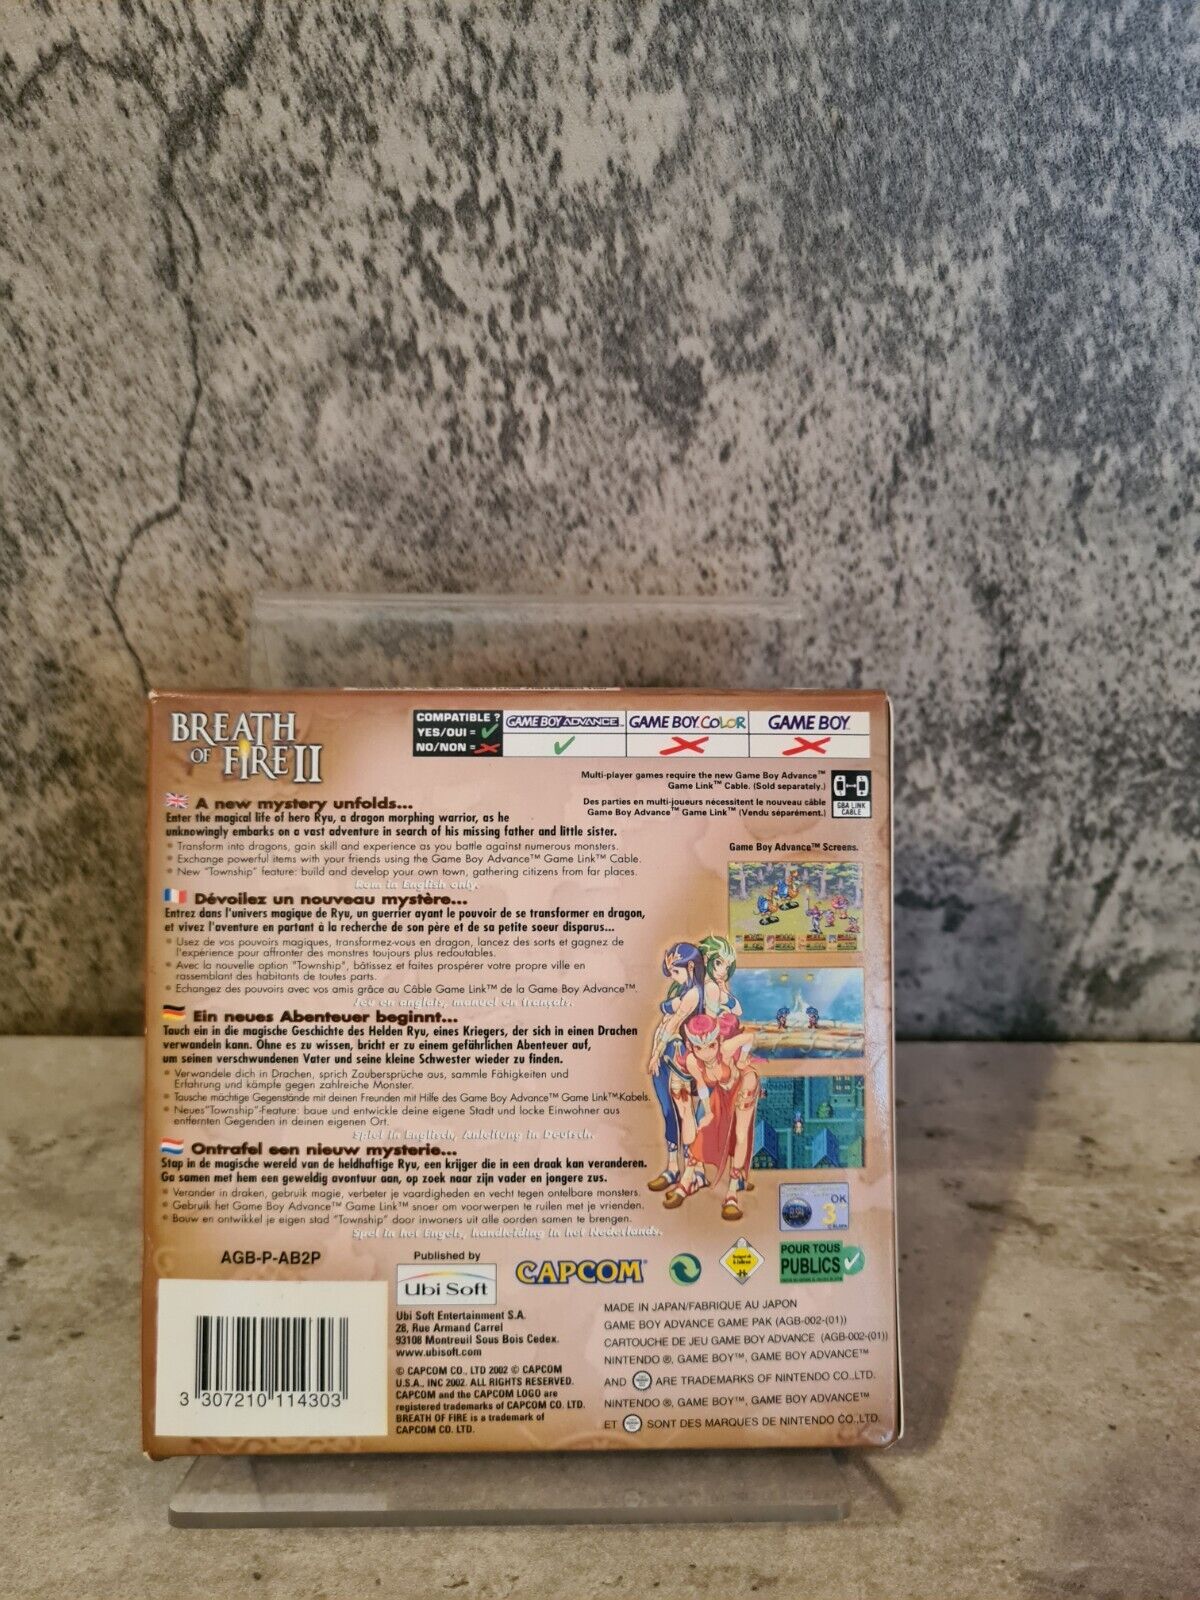 BREATH
OF FIRE II
COMPATIBLE ?
YES/OUI =
NO/NON =
GAME BOY ADVANCE
GAME BOY COLOR
GAME BOY
Multi-player games require the new Game Boy Advance™
Game Link™ Cable. (Sold separately.)
Des parties en multi-joueurs nécessitent le nouveau câble
Game Boy Advance™ Game Link™ (Vendu séparément.)
GBA LINK
CABLE
A new mystery unfolds...
Enter the magical life of hero Ryu, a dragon morphing warrior, as he
unknowingly embarks on a vast adventure in search of his missing father and little sister.
Transform into dragons, gain skill and experience as you battle against numerous monsters.
Exchange powerful items with your friends using the Game Boy Advance™ Game Link™ Cable.
New "Township" feature: build and develop your own town, gathering citizens from far places.
Rom in English only.
Dévoilez un nouveau mystère...
Entrez dans l'univers magique de Ryu, un guerrier ayant le pouvoir de se transformer en dragon,
et vivez l'aventure en partant à la recherche de son père et de sa petite soeur disparus...
Usez de vos pouvoirs magiques, transformez-vous en dragon, lancez des sorts et gagnez de
l'expérience pour affronter des monstres toujours plus redoutables.
Avec la nouvelle option "Township", bâtissez et faites prospérer votre propre ville en
rassemblant des habitants de toutes parts.
Echangez des pouvoirs avec vos amis grâce au Câble Game Link™ de la Game Boy Advance™.
Jeu en anglais, manuel en français.
Ein neues Abenteuer beginnt...
Tauch ein in die magische Geschichte des Helden Ryu, eines Kriegers, der sich in einen Drachen
verwandeln kann. Ohne es zu wissen, bricht er zu einem gefährlichen Abenteuer auf,
um seinen verschwundenen Vater und seine kleine Schwester wieder zu finden.
Verwandele dich in Drachen, sprich Zaubersprüche aus, sammle Fähigkeiten und
Erfahrung und kämpfe gegen zahlreiche Monster.
Tausche mächtige Gegenstände mit deinen Freunden mit Hilfe des Game Boy Advance™ Game Link™-Kabels.
Neues "Township"-Feature: baue und entwickle deine eigene Stadt und locke Einwohner aus
entfernten Gegenden in deinen eigenen Ort.
Spiel in Englisch, Anleitung in Deutsch.
Ontrafel een nieuw mysterie...
Stap in de magische wereld van de heldhaftige Ryu, een krijger die in een draak kan veranderen.
Ga samen met hem een geweldig avontuur aan, op zoek naar zijn vader en jongere zus.
Verander in draken, gebruik magie, verbeter je vaardigheden en vecht tegen ontelbare monsters.
Gebruik het Game Boy Advance™ Game Link™ snoer om voorwerpen te ruilen met je vrienden.
Bouw en ontwikkel je eigen stad "Township" door inwoners uit alle oorden samen te brengen.
Spel in het Engels, handleiding in het Nederlands.
Game Boy Advance™ Screens.
ELSPA
OK
3+
© ELSPA
AGB-P-AB2P
3 307210 114303
Published by
Ubi Soft
CAPCOM®
POUR TOUS
PUBLICS
Ubi Soft Entertainment S.A.
28, Rue Armand Carrel
93108 Montreuil Sous Bois Cedex.
www.ubisoft.com
© CAPCOM CO., LTD 2002 © CAPCOM
U.S.A., INC 2002. ALL RIGHTS RESERVED.
CAPCOM and the CAPCOM LOGO are
registered trademarks of CAPCOM CO. LTD.
BREATH OF FIRE is a trademark of
CAPCOM CO. LTD.
MADE IN JAPAN/FABRIQUE AU JAPON
GAME BOY ADVANCE GAME PAK (AGB-002-(01))
CARTOUCHE DE JEU GAME BOY ADVANCE (AGB-002-(01))
NINTENDO ®, GAME BOY™, GAME BOY ADVANCE™
AND ARE TRADEMARKS OF NINTENDO CO.,LTD.
NINTENDO ®, GAME BOY™, GAME BOY ADVANCE™
ET SONT DES MARQUES DE NINTENDO CO.,LTD.